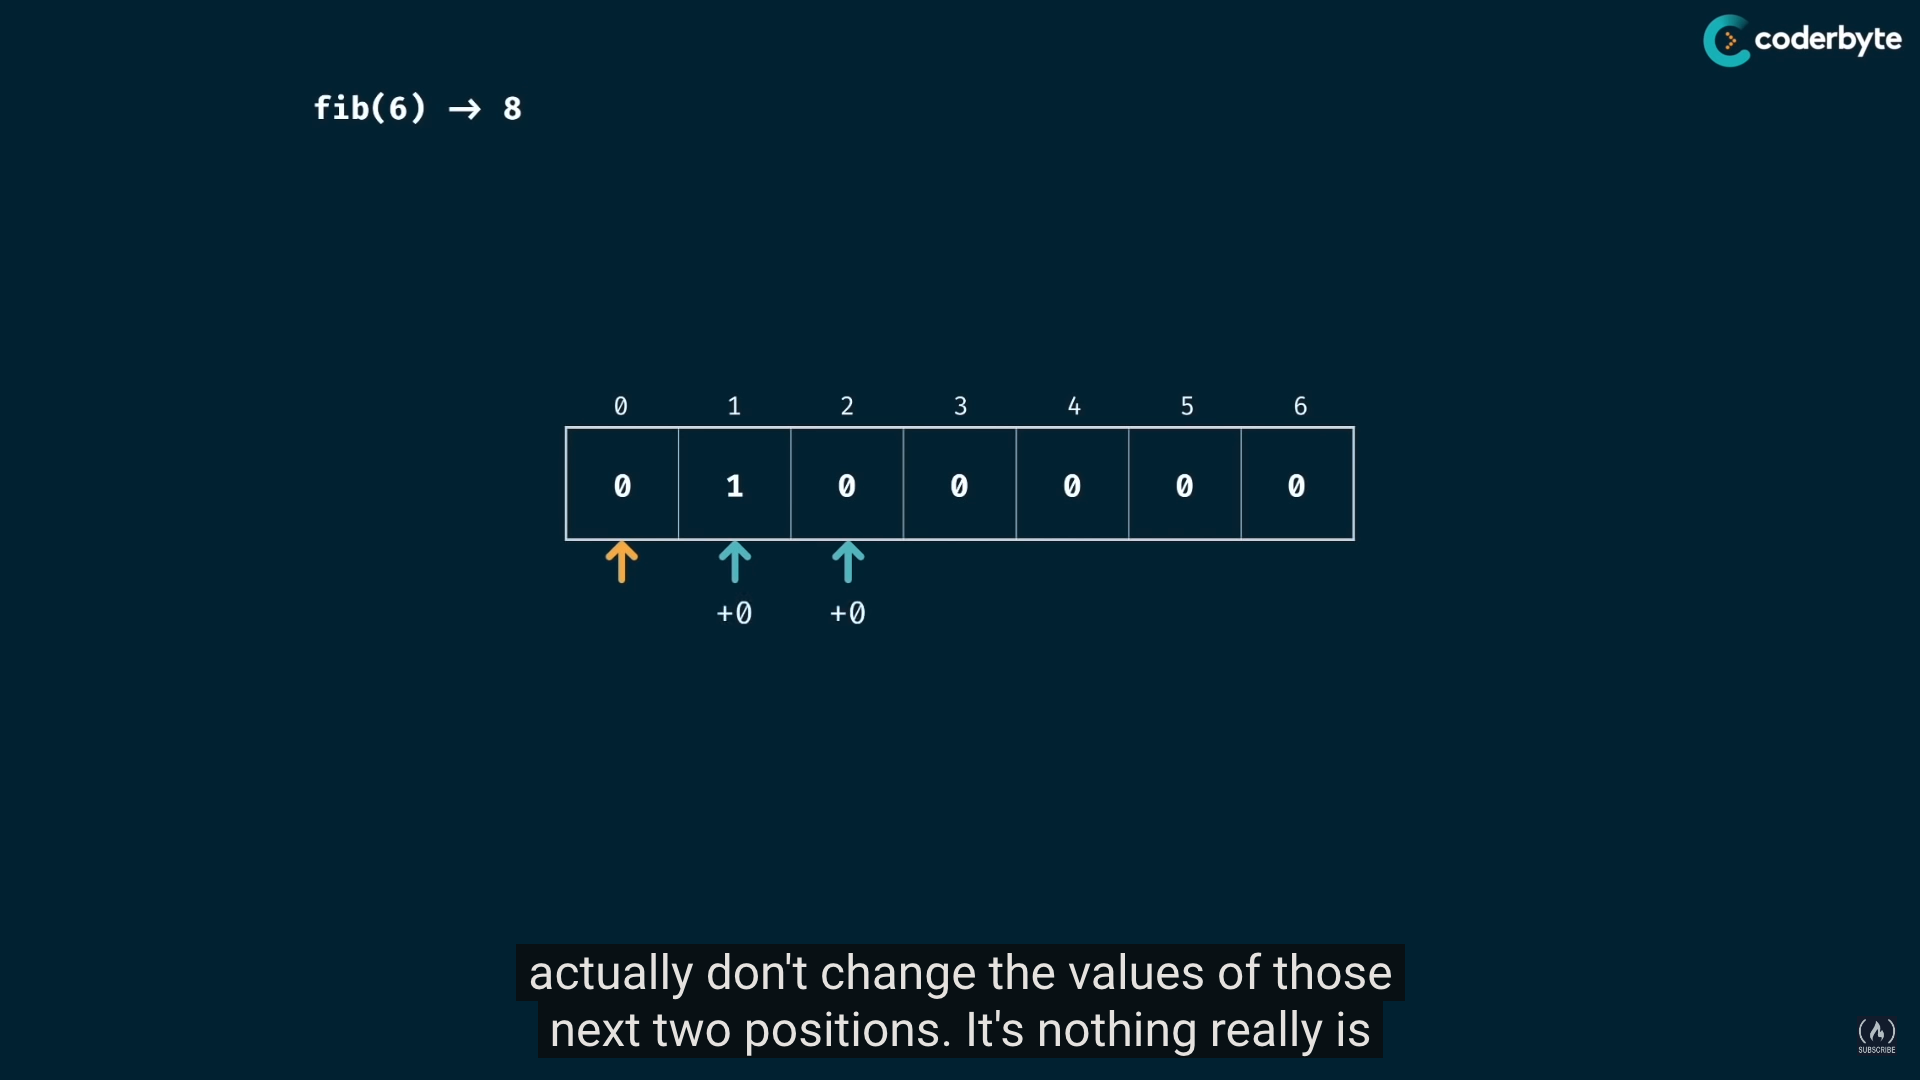 coderbyte
fib(6) → 8
0 1 2 3 4 5 6
0 1 0 0 0 0 0
+0 +0
actually don't change the values of those
next two positions. It's nothing really is
SUBSCRIBE